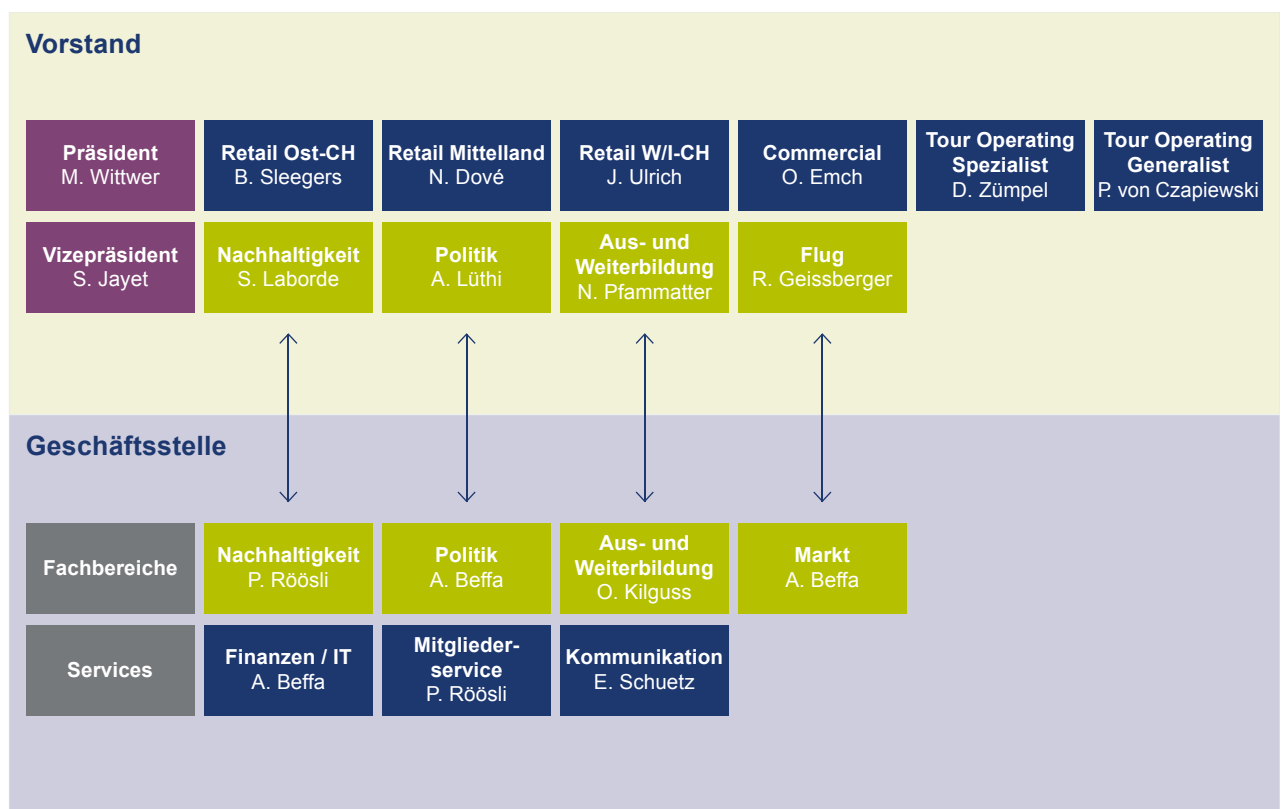 Vorstand
Präsident
M. Wittwer
Retail Ost-CH
B. Sleegers
Retail Mittelland
N. Dové
Retail W/I-CH
J. Ulrich
Commercial
O. Emch
Tour Operating
Spezialist
D. Zümpel
Tour Operating
Generalist
P. von Czapiewski
Vizepräsident
S. Jayet
Nachhaltigkeit
S. Laborde
Politik
A. Lüthi
Aus- und
Weiterbildung
N. Pfammatter
Flug
R. Geissberger
Geschäftsstelle
Fachbereiche
Nachhaltigkeit
P. Röösli
Politik
A. Beffa
Aus- und
Weiterbildung
O. Kilguss
Markt
A. Beffa
Services
Finanzen / IT
A. Beffa
Mitglieder-
service
P. Röösli
Kommunikation
E. Schuetz